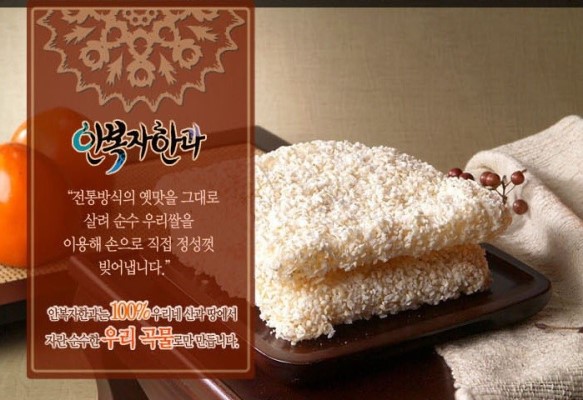 안복자한과
“전통방식의 옛맛을 그대로
살려 순수 우리쌀을
이용해 손으로 직접 정성껏
빚어냅니다.”
안복자한과는 100% 우리네 산과 땅에서
자란 순수한 우리 곡물로만 만듭니다.